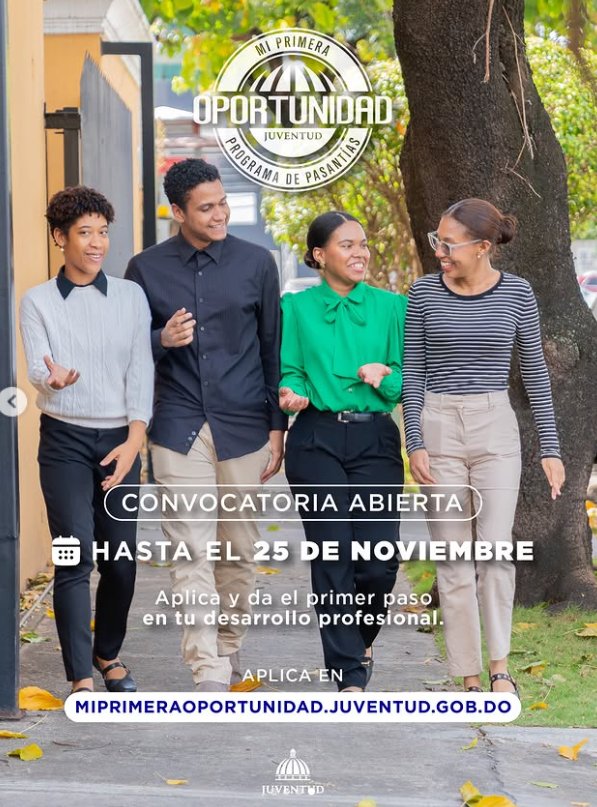 MI PRIMERA
OPORTUNIDAD
JUVENTUD
PROGRAMA DE PASANTÍAS
CONVOCATORIA ABIERTA
HASTA EL 25 DE NOVIEMBRE
Aplica y da el primer paso
en tu desarrollo profesional.
APLICA EN
MIPRIMERAOPORTUNIDAD.JUVENTUD.GOB.DO
JUVENTUD